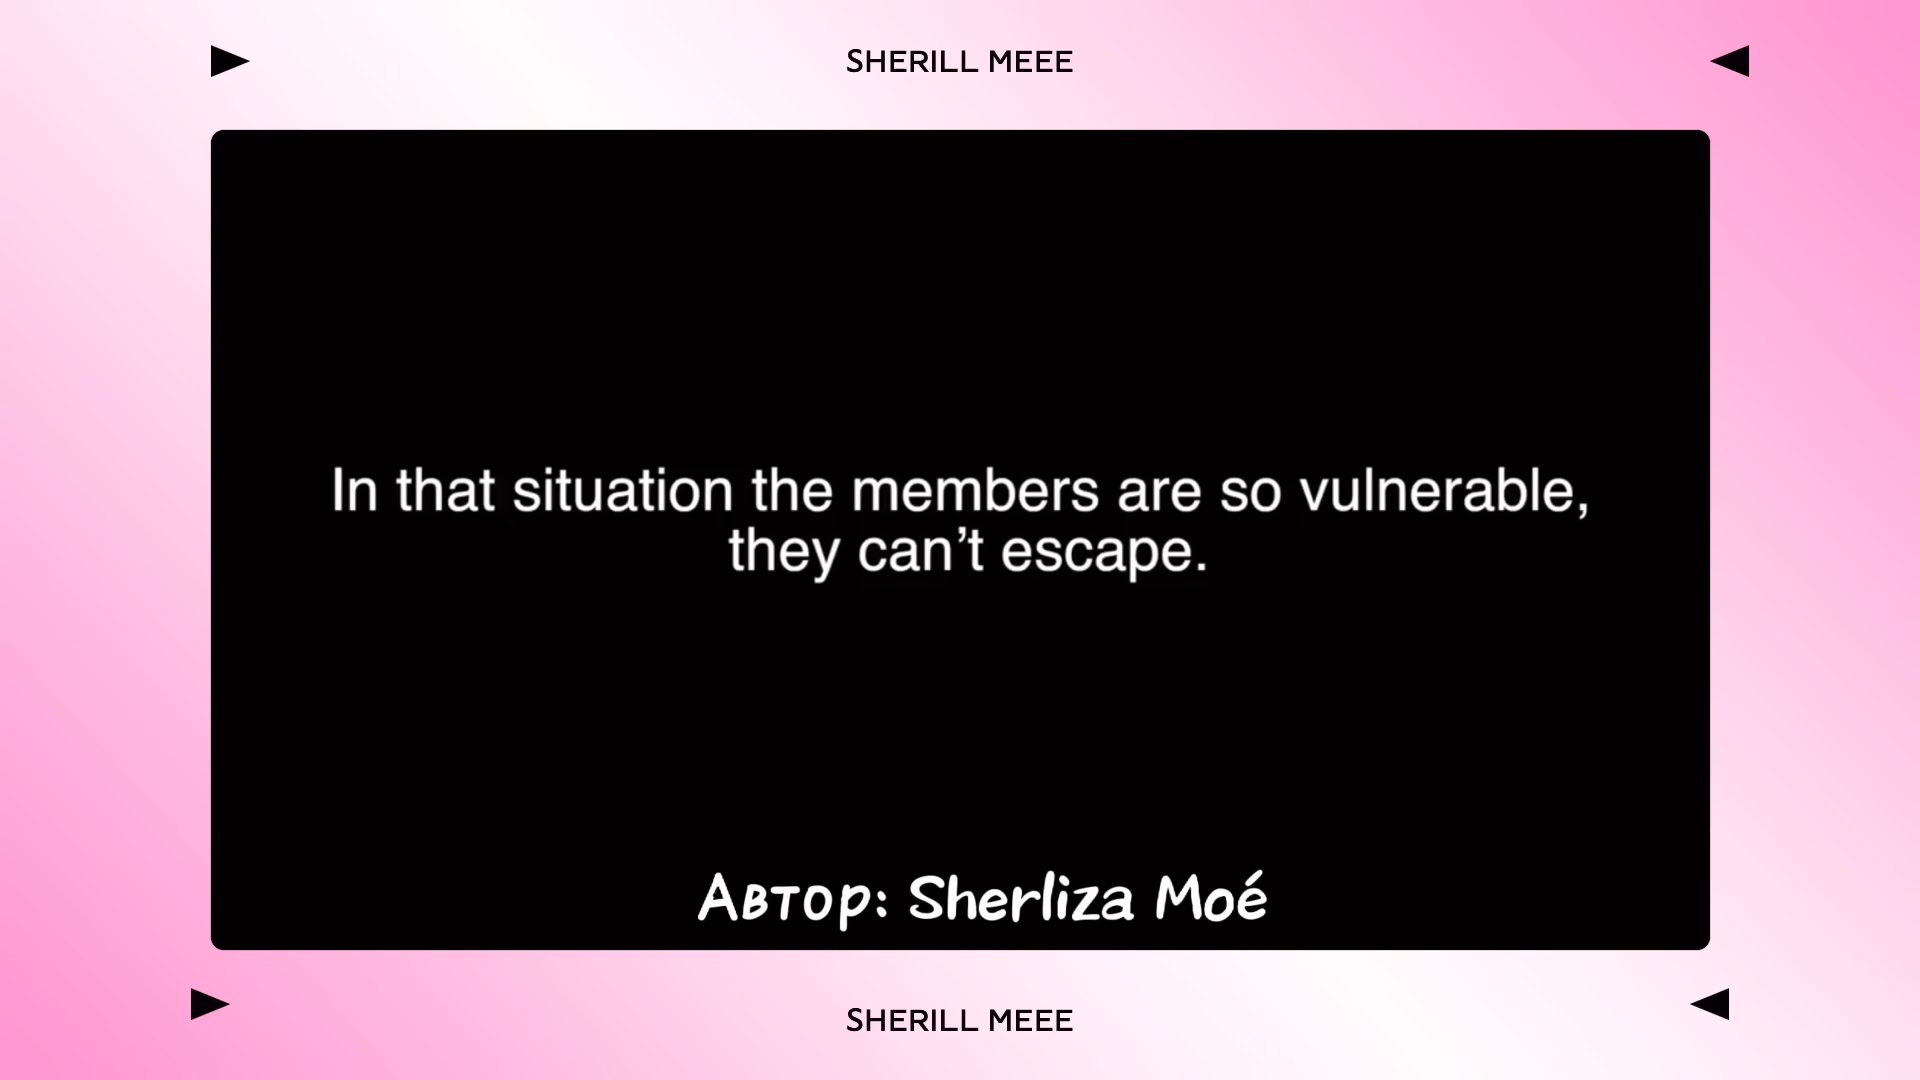 SHERILL MEEE
In that situation the members are so vulnerable,
they can’t escape.
Автор: Sherliza Moé
SHERILL MEEE